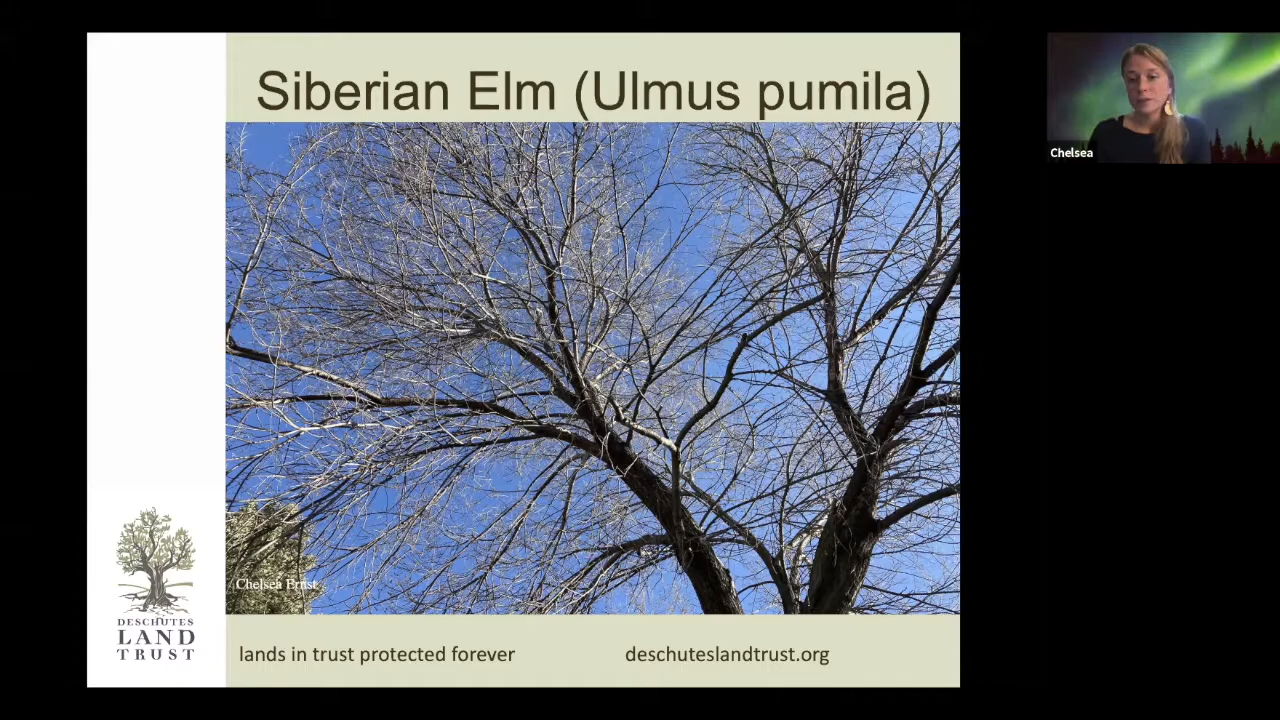 Siberian Elm (Ulmus pumila)
Chelsea
Chelsea Ernst
DESCHUTES
LAND
TRUST
lands in trust protected forever
deschuteslandtrust.org